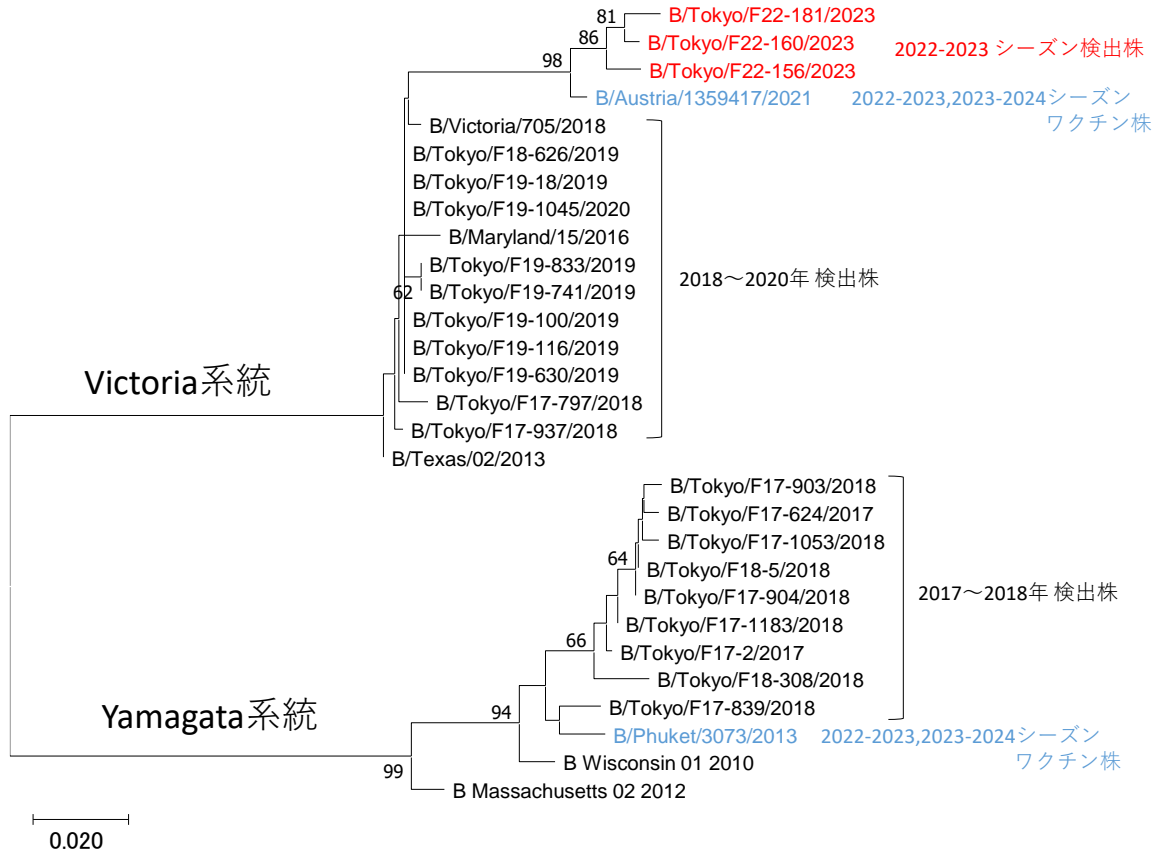 81
B/Tokyo/F22-181/2023
86
B/Tokyo/F22-160/2023
2022-2023 シーズン検出株
98
B/Tokyo/F22-156/2023
B/Austria/1359417/2021
2022-2023,2023-2024シーズン
ワクチン株
B/Victoria/705/2018
B/Tokyo/F18-626/2019
B/Tokyo/F19-18/2019
B/Tokyo/F19-1045/2020
B/Maryland/15/2016
B/Tokyo/F19-833/2019
2018～2020年 検出株
62
B/Tokyo/F19-741/2019
B/Tokyo/F19-100/2019
B/Tokyo/F19-116/2019
B/Tokyo/F19-630/2019
Victoria系統
B/Tokyo/F17-797/2018
B/Tokyo/F17-937/2018
B/Texas/02/2013
B/Tokyo/F17-903/2018
B/Tokyo/F17-624/2017
B/Tokyo/F17-1053/2018
64
B/Tokyo/F18-5/2018
B/Tokyo/F17-904/2018
2017～2018年 検出株
B/Tokyo/F17-1183/2018
66
B/Tokyo/F17-2/2017
B/Tokyo/F18-308/2018
Yamagata系統
94
B/Tokyo/F17-839/2018
B/Phuket/3073/2013
2022-2023,2023-2024シーズン
ワクチン株
B Wisconsin 01 2010
99
B Massachusetts 02 2012
0.020